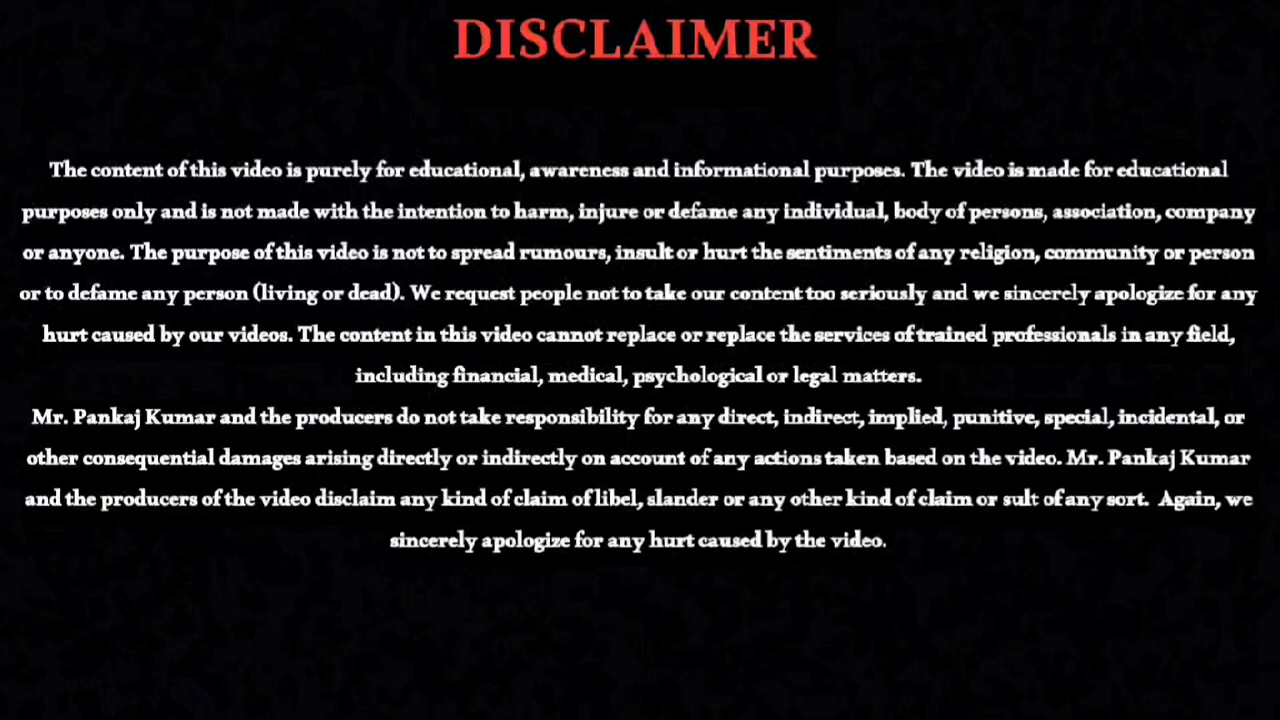 DISCLAIMER
The content of this video is purely for educational, awareness and informational purposes. The video is made for educational
purposes only and is not made with the intention to harm, injure or defame any individual, body of persons, association, company
or anyone. The purpose of this video is not to spread rumours, insult or hurt the sentiments of any religion, community or person
or to defame any person (living or dead). We request people not to take our content too seriously and we sincerely apologize for any
hurt caused by our videos. The content in this video cannot replace or replace the services of trained professionals in any field,
including financial, medical, psychological or legal matters.
Mr. Pankaj Kumar and the producers do not take responsibility for any direct, indirect, implied, punitive, special, incidental, or
other consequential damages arising directly or indirectly on account of any actions taken based on the video. Mr. Pankaj Kumar
and the producers of the video disclaim any kind of claim of libel, slander or any other kind of claim or suit of any sort. Again, we
sincerely apologize for any hurt caused by the video.